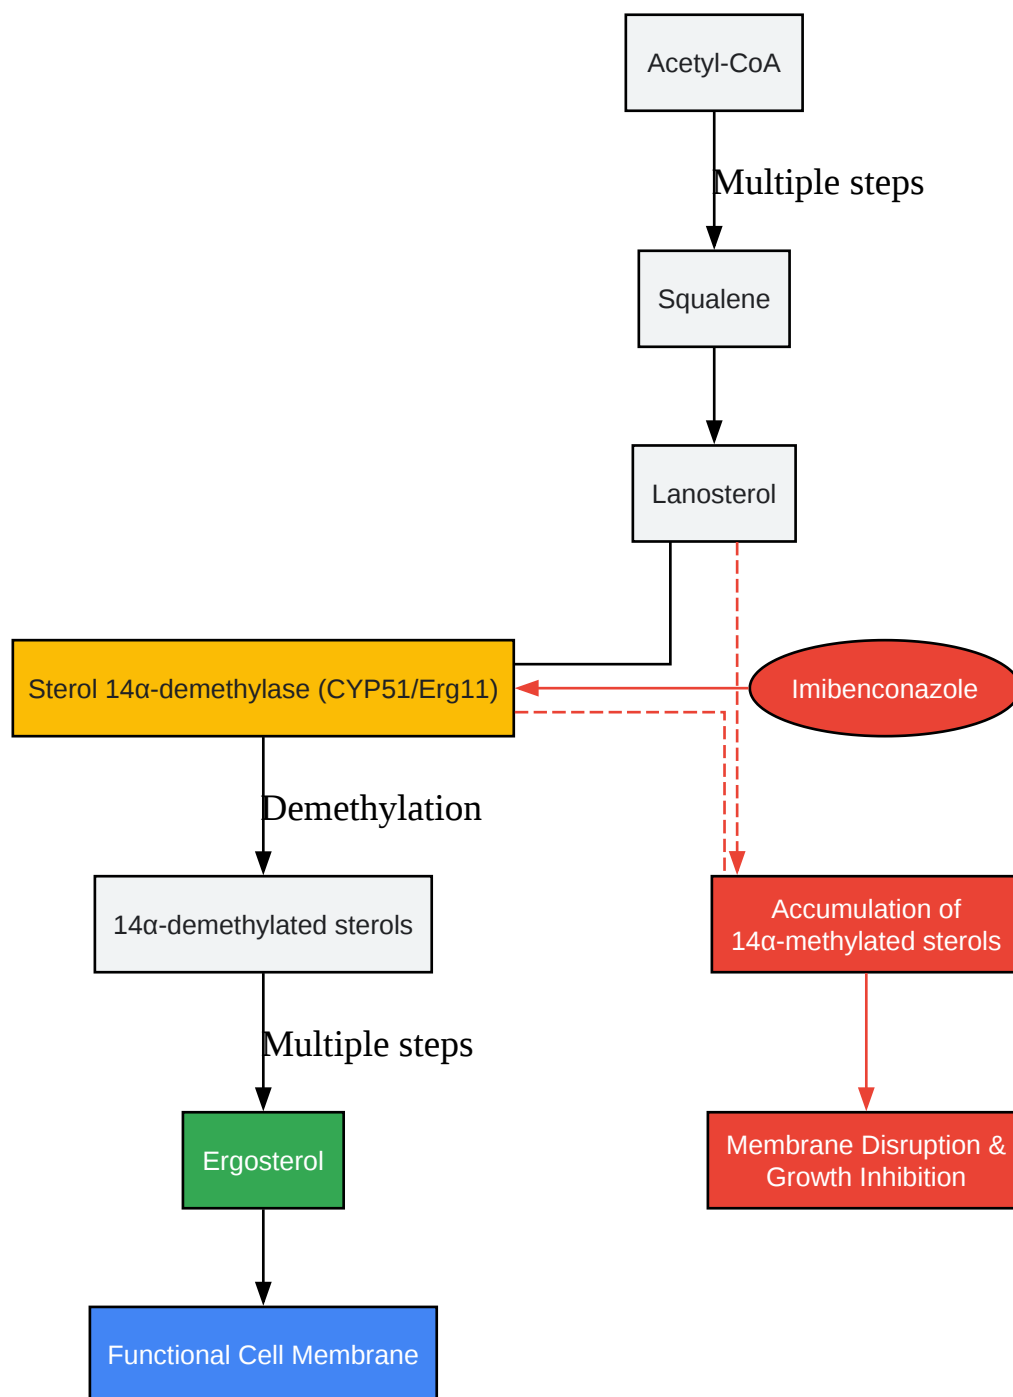 Acetyl-CoA
Multiple steps
Squalene
Lanosterol
Sterol 14α-demethylase (CYP51/Erg11)
Imibenconazole
Demethylation
14α-demethylated sterols
Accumulation of
14α-methylated sterols
Multiple steps
Ergosterol
Membrane Disruption &
Growth Inhibition
Functional Cell Membrane